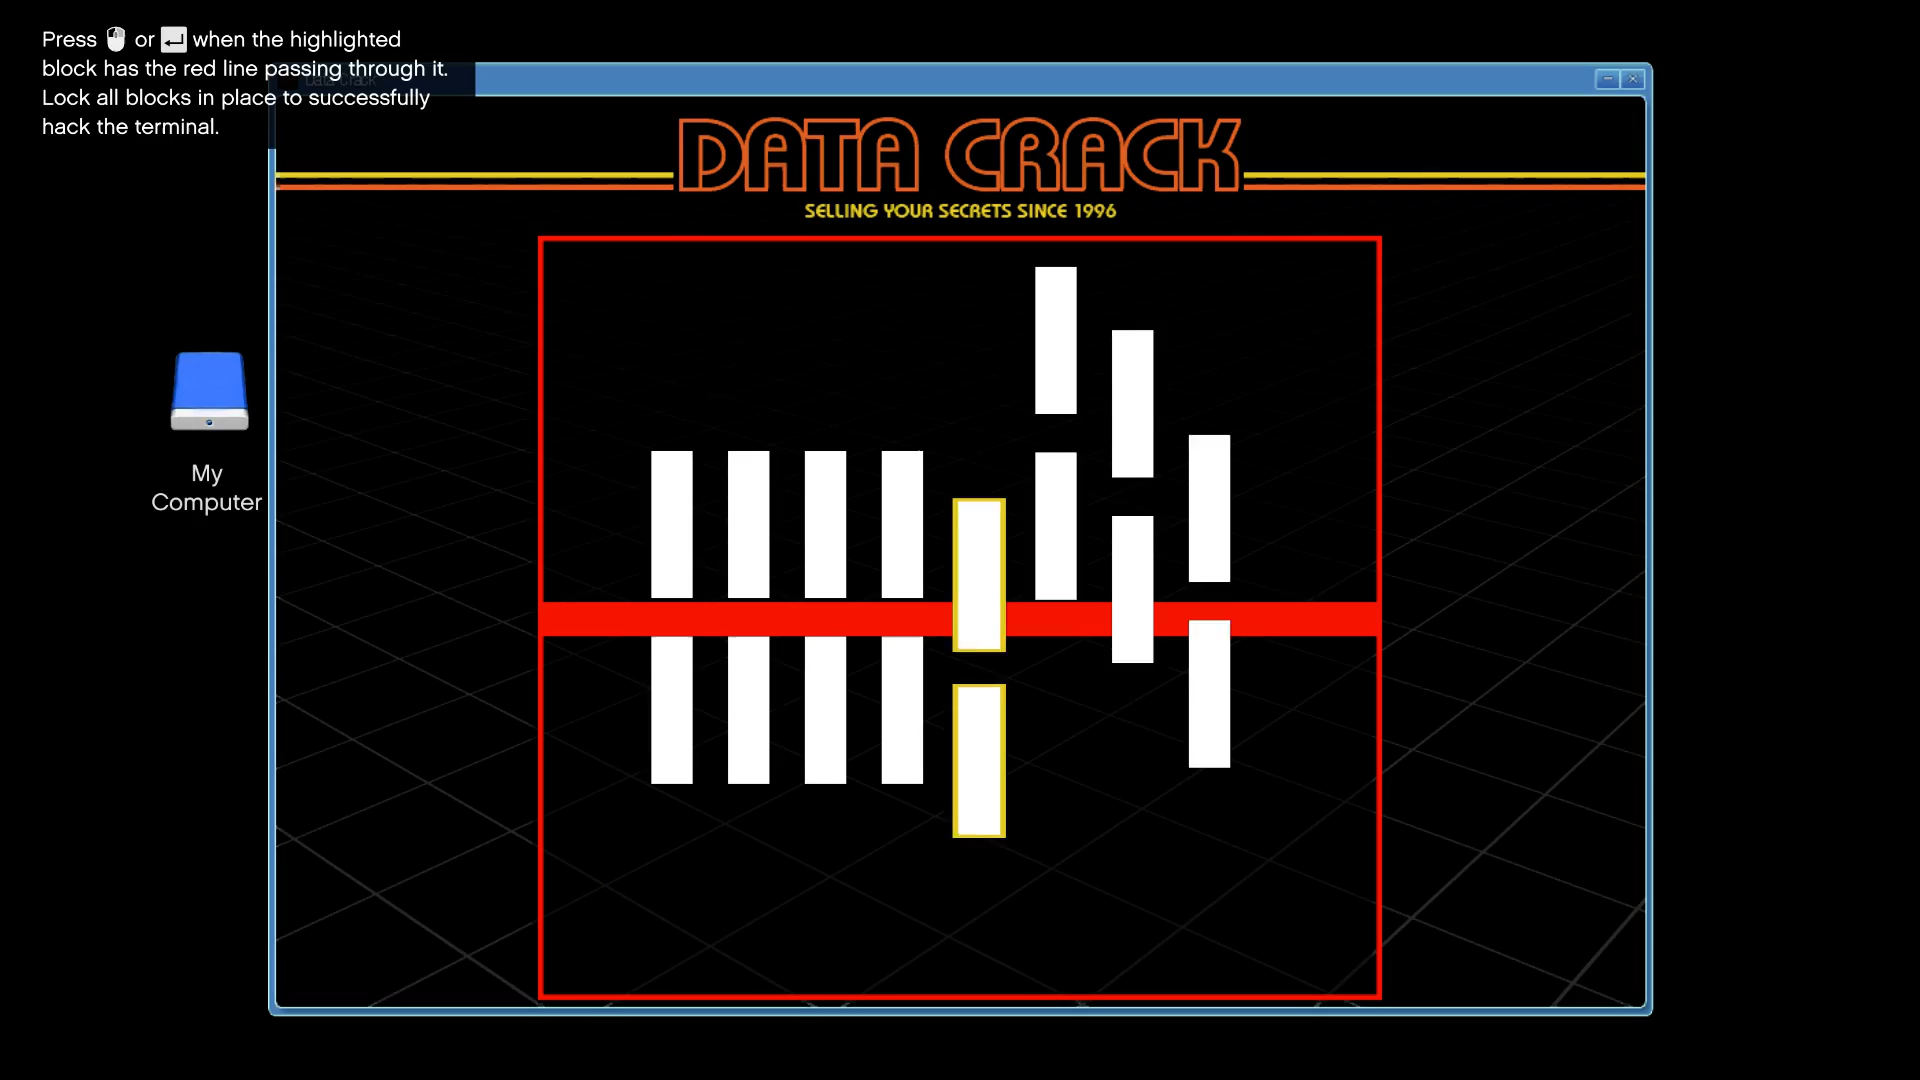 Press or when the highlighted
block has the red line passing through it.
Lock all blocks in place to successfully
hack the terminal.
DATA CRACK
SELLING YOUR SECRETS SINCE 1996
My
Computer